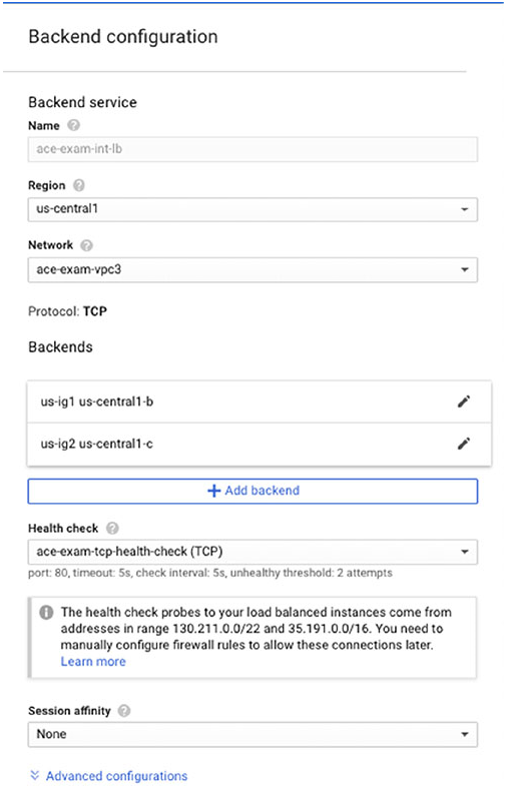 Backend configuration
Backend service
Name
ace-exam-int-lb
Region
us-central1
Network
ace-exam-vpc3
Protocol: TCP
Backends
us-ig1 us-central1-b
us-ig2 us-central1-c
Add backend
Health check
ace-exam-tcp-health-check (TCP)
port: 80, timeout: 5s, check interval: 5s, unhealthy threshold: 2 attempts
The health check probes to your load balanced instances come from
addresses in range 130.211.0.0/22 and 35.191.0.0/16. You need to
manually configure firewall rules to allow these connections later.
Learn more
Session affinity
None
Advanced configurations